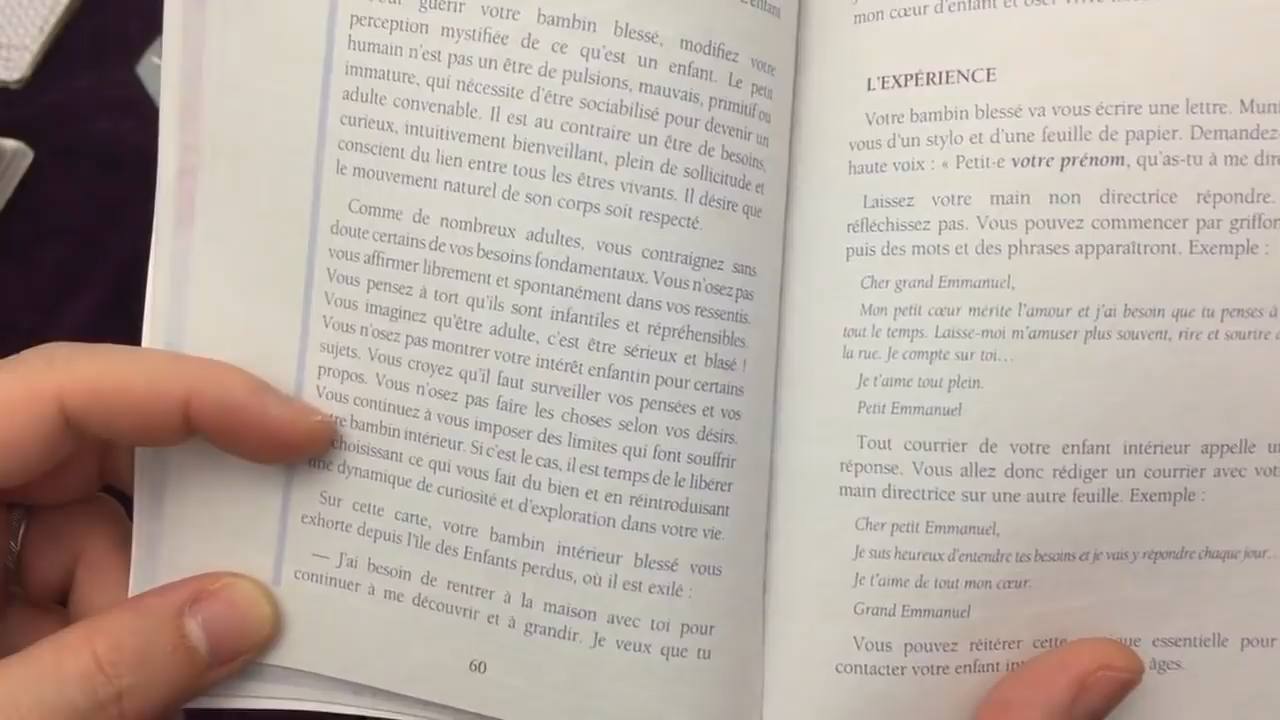 guérir votre bambin blessé, modifiez votre
perception mystifiée de ce qu'est un enfant. Le petit
humain n'est pas un être de pulsions, mauvais, primitif ou
immature, qui nécessite d'être sociabilisé pour devenir un
adulte convenable. Il est au contraire un être de besoins,
curieux, intuitivement bienveillant, plein de sollicitude et
conscient du lien entre tous les êtres vivants. Il désire que
le mouvement naturel de son corps soit respecté.
Comme de nombreux adultes, vous contraignez sans
doute certains de vos besoins fondamentaux. Vous n'osez pas
vous affirmer librement et spontanément dans vos ressentis.
Vous pensez à tort qu'ils sont infantiles et répréhensibles.
Vous imaginez qu'être adulte, c'est être sérieux et blasé !
Vous n'osez pas montrer votre intérêt enfantin pour certains
sujets. Vous croyez qu'il faut surveiller vos pensées et vos
propos. Vous n'osez pas faire les choses selon vos désirs.
Vous continuez à vous imposer des limites qui font souffrir
bambin intérieur. Si c'est le cas, il est temps de le libérer
choisissant ce qui vous fait du bien et en réintroduisant
une dynamique de curiosité et d'exploration dans votre vie.
Sur cette carte, votre bambin intérieur blessé vous
exhorte depuis l'île des Enfants perdus, où il est exilé :
— J'ai besoin de rentrer à la maison avec toi pour
continuer à me découvrir et à grandir. Je veux que tu
60
mon cœur d'enfant et oser
L'EXPÉRIENCE
Votre bambin blessé va vous écrire une lettre. Muni
vous d'un stylo et d'une feuille de papier. Demandez
haute voix : « Petit-e votre prénom, qu'as-tu à me dir
Laissez votre main non directrice répondre.
réfléchissez pas. Vous pouvez commencer par griffon
puis des mots et des phrases apparaîtront. Exemple :
Cher grand Emmanuel,
Mon petit cœur mérite l'amour et j'ai besoin que tu penses à
tout le temps. Laisse-moi m'amuser plus souvent, rire et sourire
la rue. Je compte sur toi…
Je t'aime tout plein.
Petit Emmanuel
Tout courrier de votre enfant intérieur appelle u
réponse. Vous allez donc rédiger un courrier avec vot
main directrice sur une autre feuille. Exemple :
Cher petit Emmanuel,
Je suis heureux d'entendre tes besoins et je vais y répondre chaque jour.
Je t'aime de tout mon cœur.
Grand Emmanuel
Vous pouvez réitérer cette essentielle pour
contacter votre enfant âges.